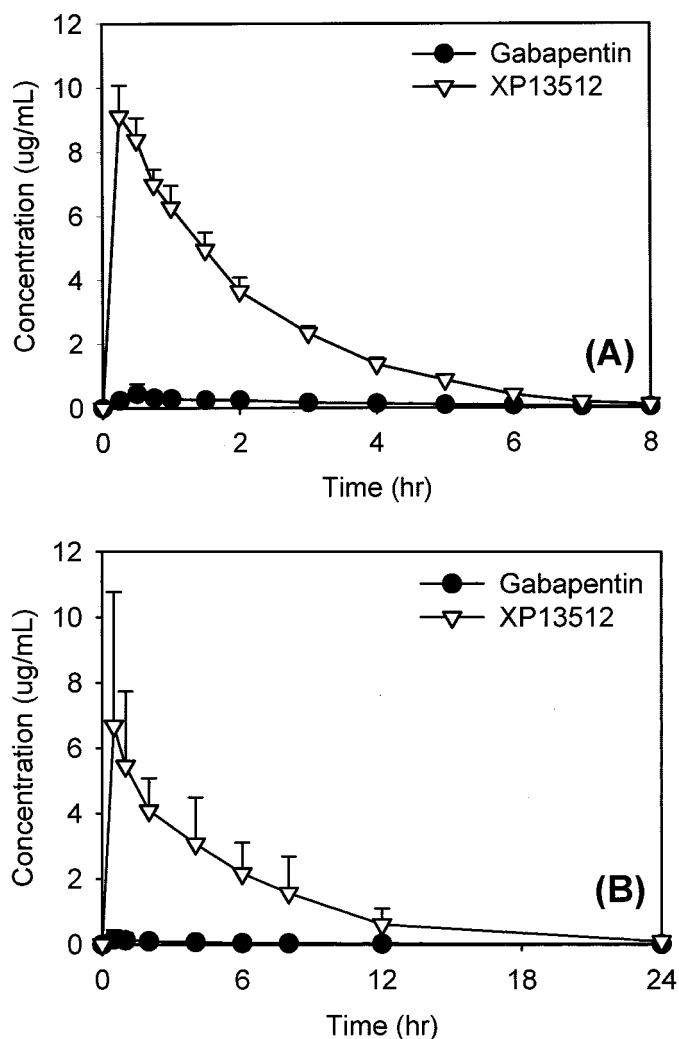 12
10
8
6
4
2
0
Concentration (ug/mL)
Gabapentin
XP13512
(A)
0 2 4 6 8
Time (hr)
12
10
8
6
4
2
0
Concentration (ug/mL)
Gabapentin
XP13512
(B)
0 6 12 18 24
Time (hr)